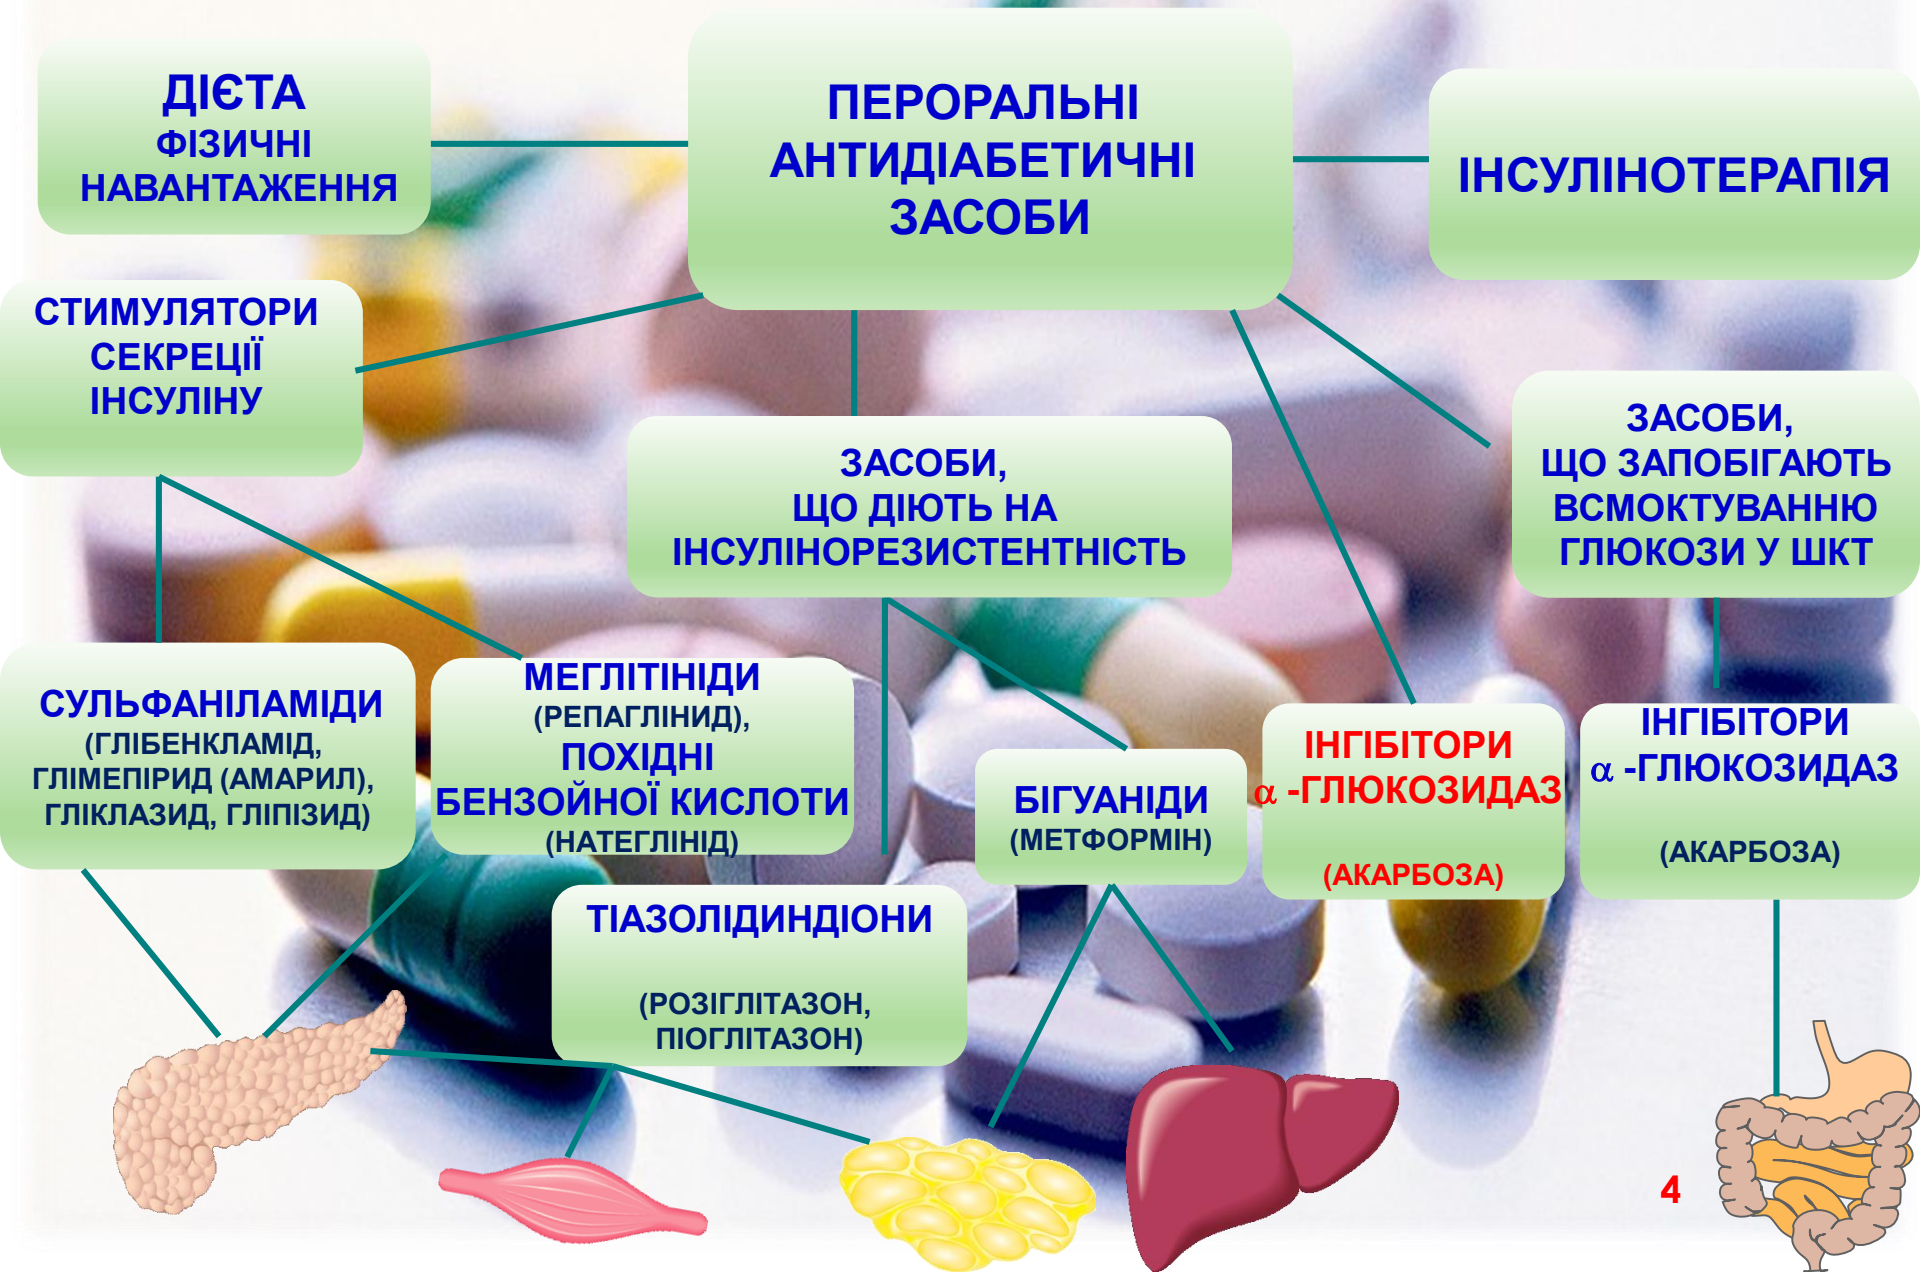 ДІЄТА
ФІЗИЧНІ
НАВАНТАЖЕННЯ
ПЕРОРАЛЬНІ
АНТИДІАБЕТИЧНІ
ЗАСОБИ
ІНСУЛІНОТЕРАПІЯ
СТИМУЛЯТОРИ
СЕКРЕЦІЇ
ІНСУЛІНУ
ЗАСОБИ,
ЩО ДІЮТЬ НА
ІНСУЛІНОРЕЗИСТЕНТНІСТЬ
ЗАСОБИ,
ЩО ЗАПОБІГАЮТЬ
ВСМОКТУВАННЮ
ГЛЮКОЗИ У ШКТ
СУЛЬФАНІЛАМІДИ
(ГЛІБЕНКЛАМІД,
ГЛІМЕПІРИД (АМАРИЛ),
ГЛІКЛАЗИД, ГЛІПІЗИД)
МЕГЛІТІНІДИ
(РЕПАГЛІНИД),
ПОХІДНІ
БЕНЗОЙНОЇ КИСЛОТИ
(НАТЕГЛІНІД)
БІГУАНІДИ
(МЕТФОРМІН)
ІНГІБІТОРИ
α -ГЛЮКОЗИДАЗ
(АКАРБОЗА)
ІНГІБІТОРИ
α -ГЛЮКОЗИДАЗ
(АКАРБОЗА)
ТІАЗОЛІДИНДІОНИ
(РОЗІГЛІТАЗОН,
ПІОГЛІТАЗОН)
4